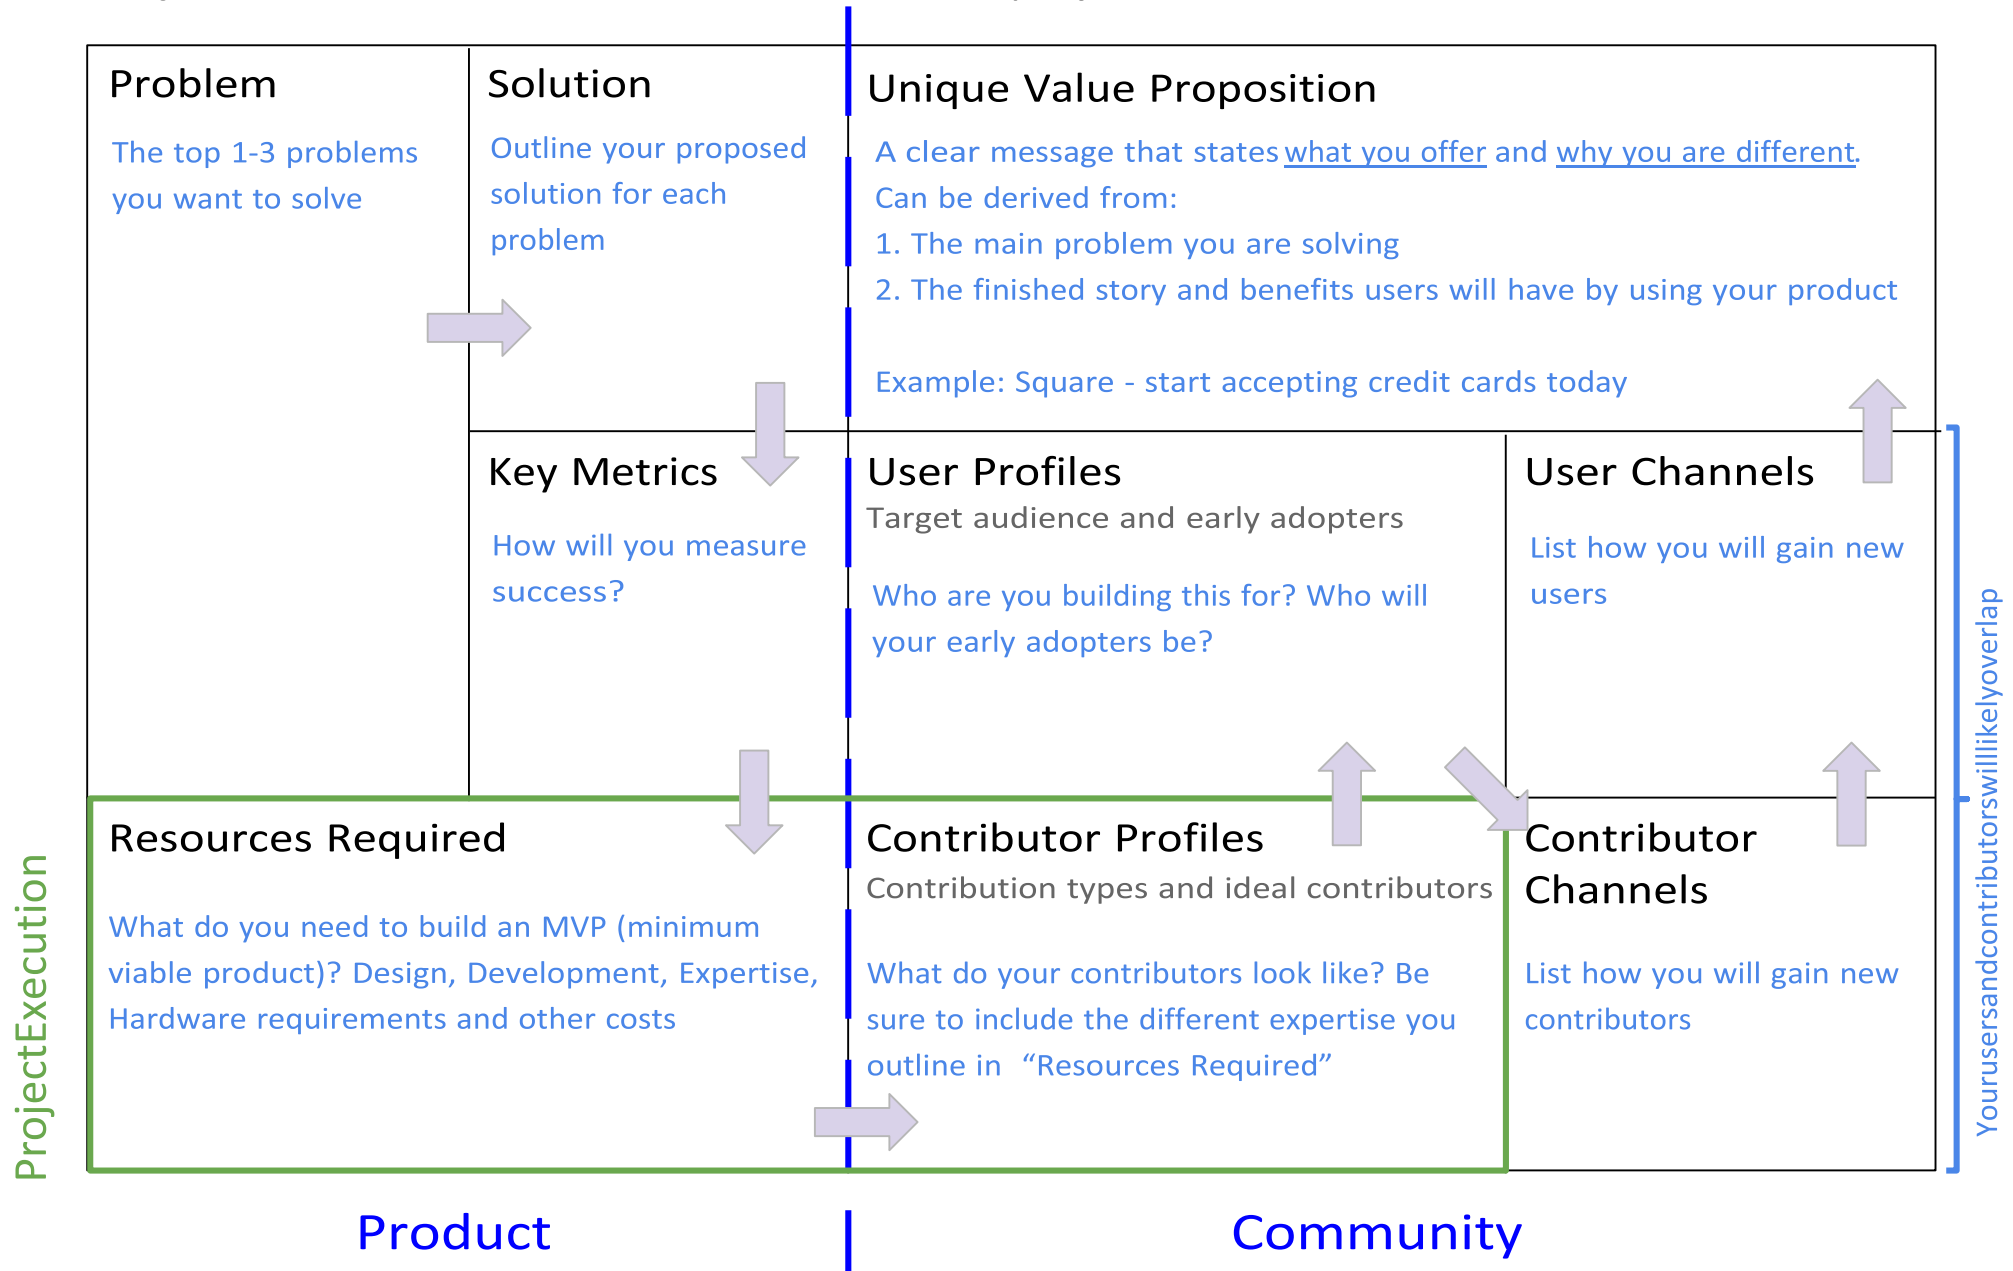 Problem
The top 1-3 problems
you want to solve
Solution
Outline your proposed
solution for each
problem
Unique Value Proposition
A clear message that states what you offer and why you are different.
Can be derived from:
1. The main problem you are solving
2. The finished story and benefits users will have by using your product
Example: Square - start accepting credit cards today
Key Metrics
How will you measure
success?
User Profiles
Target audience and early adopters
Who are you building this for? Who will
your early adopters be?
User Channels
List how you will gain new
users
Resources Required
What do you need to build an MVP (minimum
viable product)? Design, Development, Expertise,
Hardware requirements and other costs
Contributor Profiles
Contribution types and ideal contributors
What do your contributors look like? Be
sure to include the different expertise you
outline in “Resources Required”
Contributor
Channels
List how you will gain new
contributors
ProjectExecution
Yourusersandcontributorswilllikelyoverlap
Product
Community